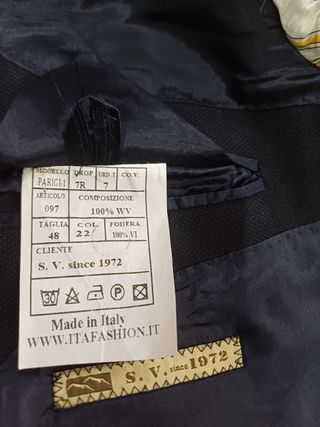 MODELLO DROP ORD. T. CO.V.
PARIGI-1 7R 7
ARTICOLO COMPOSIZIONE
097 100% WV
TAGLIA COL FODERA
48 22 100% VI
CLIENTE
S. V. since 1972
30 P
Made in Italy
WWW.ITAFASHION.IT
S. V. since 1972